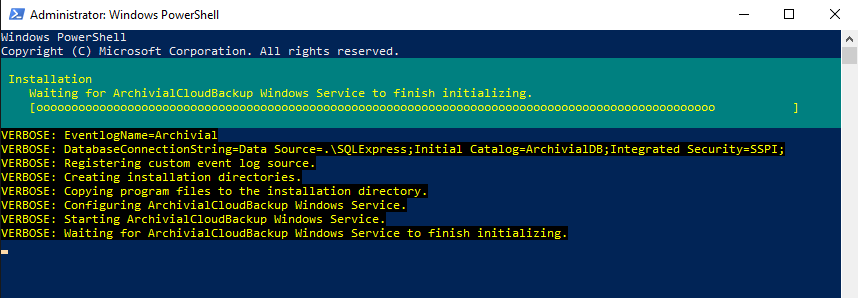 Administrator: Windows PowerShell
Windows PowerShell
Copyright (C) Microsoft Corporation. All rights reserved.
Installation
Waiting for ArchivialCloudBackup Windows Service to finish initializing.
[ooooooooooooooooooooooooooooooooooooooooooooooooooooooooooooooooooooooooooooooooooooooooooooooooo           ]
VERBOSE: EventlogName=Archivial
VERBOSE: DatabaseConnectionString=Data Source=.\SQLExpress;Initial Catalog=ArchivialDB;Integrated Security=SSPI;
VERBOSE: Registering custom event log source.
VERBOSE: Creating installation directories.
VERBOSE: Copying program files to the installation directory.
VERBOSE: Configuring ArchivialCloudBackup Windows Service.
VERBOSE: Starting ArchivialCloudBackup Windows Service.
VERBOSE: Waiting for ArchivialCloudBackup Windows Service to finish initializing.